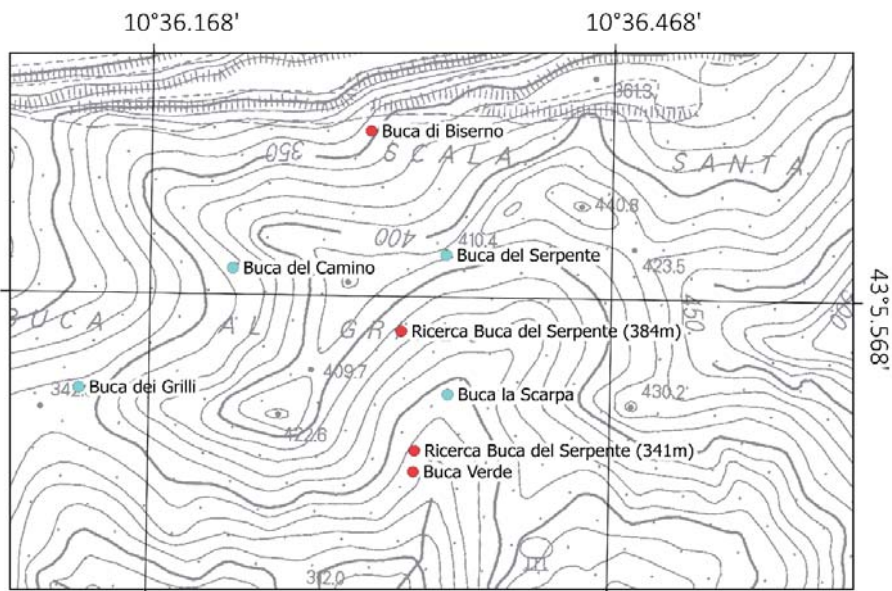 10°36.168'
10°36.468'
361.3
Buca di Biserno
350
SCALA
SANTA
440.8
400
410.4
Buca del Serpente
423.5
Buca del Camino
43°5.568'
BUCA
AL
GR
450
Ricerca Buca del Serpente (384m)
409.7
Buca dei Grilli
342.
Buca la Scarpa
430.2
422.6
Ricerca Buca del Serpente (341m)
Buca Verde
312.0